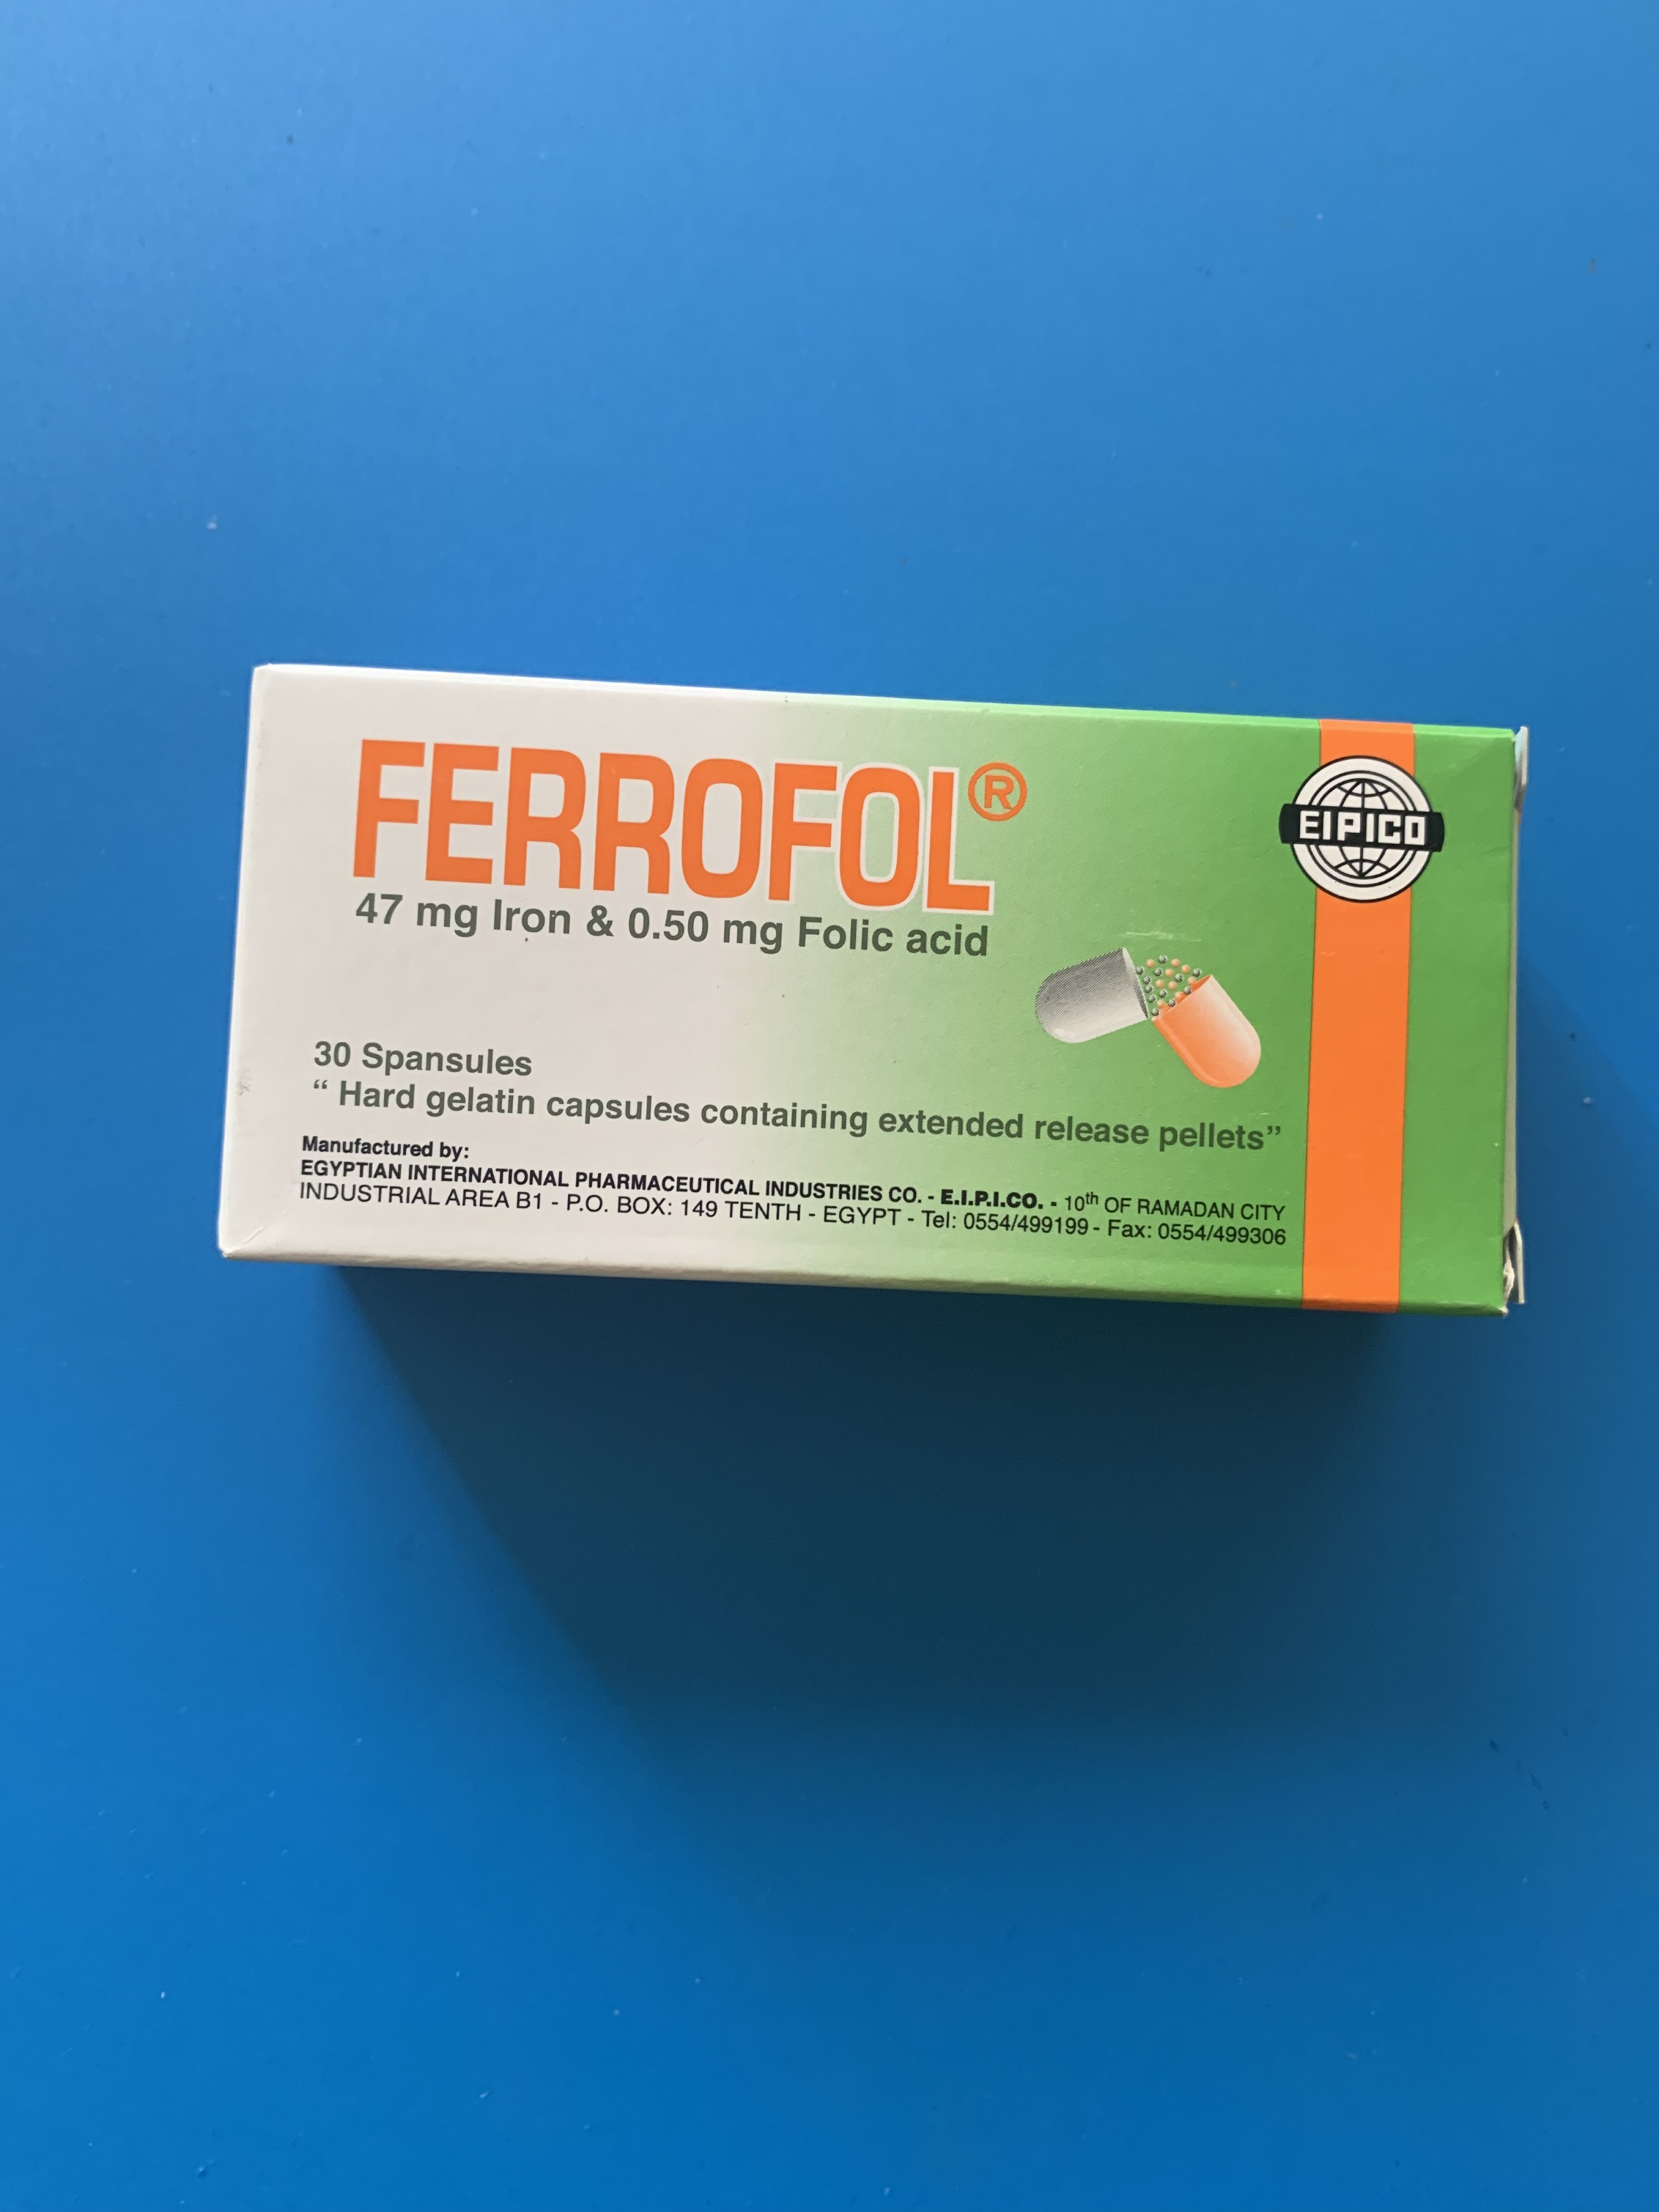 FERROFOL®
47 mg Iron & 0.50 mg Folic acid
EIPICO
30 Spansules
“ Hard gelatin capsules containing extended release pellets”
Manufactured by:
EGYPTIAN INTERNATIONAL PHARMACEUTICAL INDUSTRIES CO. - E.I.P.I.CO. - 10th OF RAMADAN CITY
INDUSTRIAL AREA B1 - P.O. BOX: 149 TENTH - EGYPT - Tel: 0554/499199 - Fax: 0554/499306